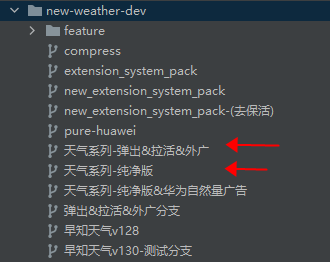 new-weather-dev
feature
compress
extension_system_pack
new_extension_system_pack
new_extension_system_pack-(去保活)
pure-huawei
天气系列-弹出&拉活&外广
天气系列-纯净版
天气系列-纯净版&华为自然量广告
弹出&拉活&外广分支
早知天气v128
早知天气v130-测试分支